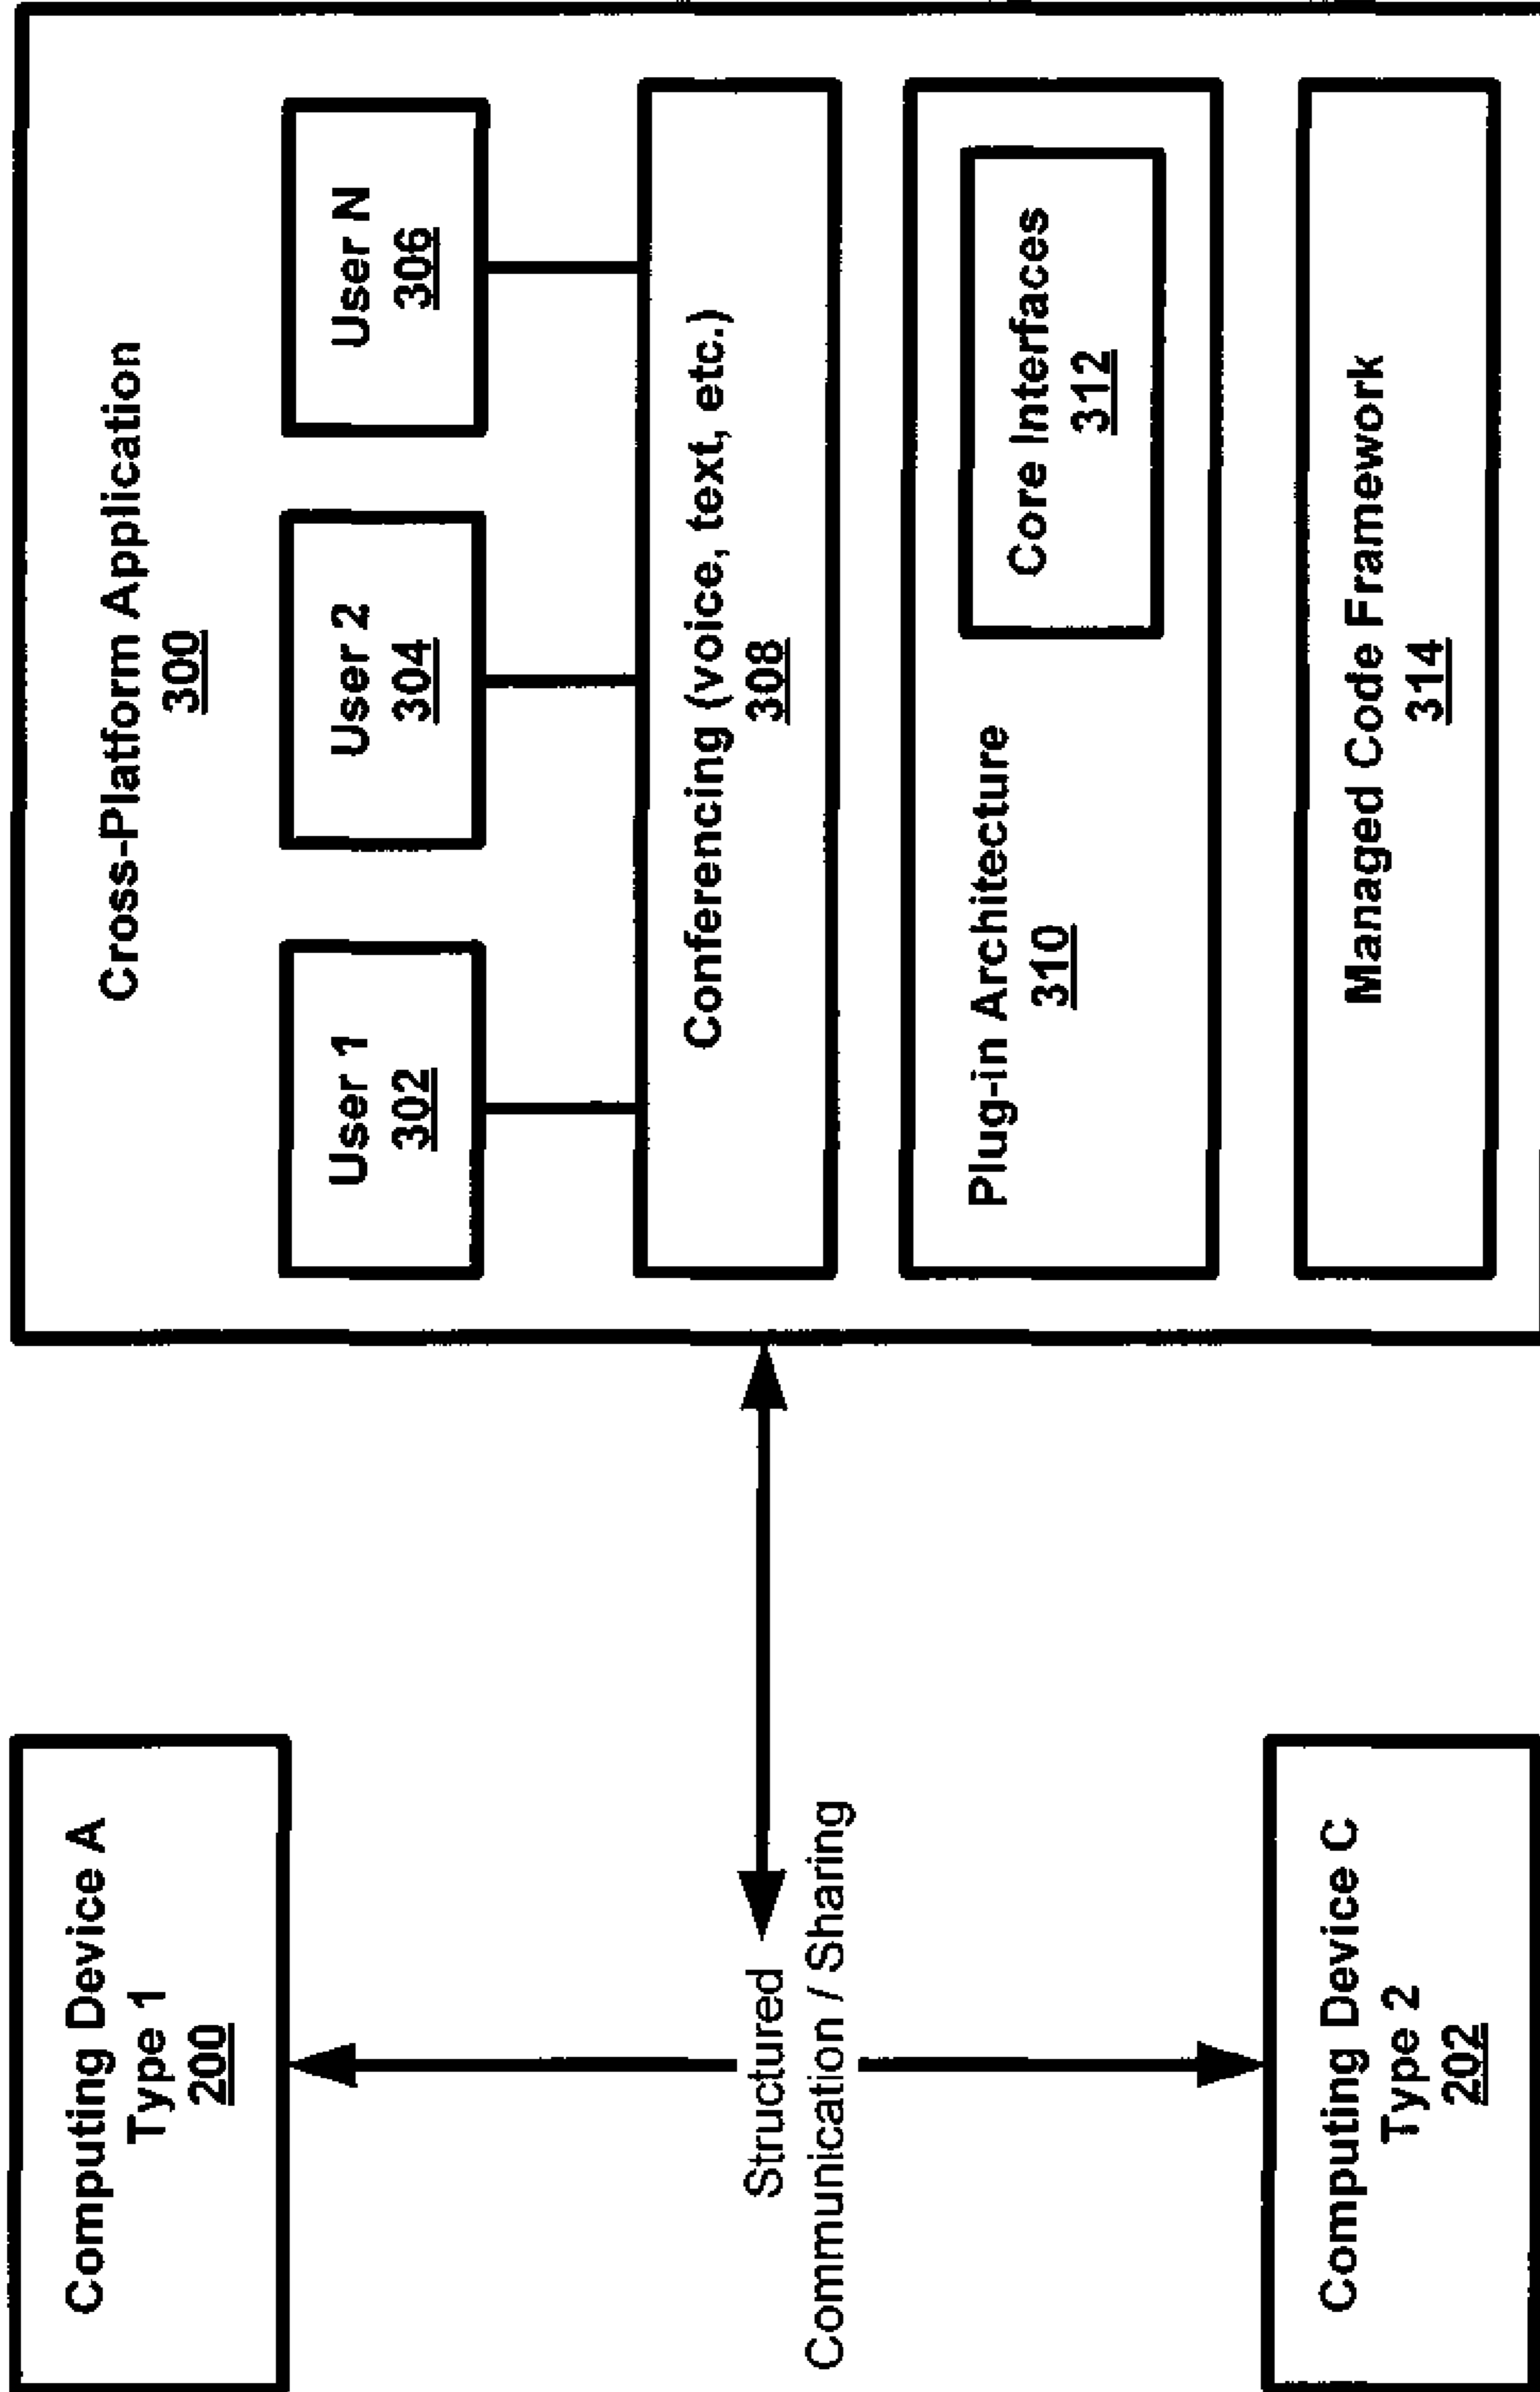 Computing Device A
Type 1
200
Structured
Communication / Sharing
Computing Device C
Type 2
202
Cross-Platform Application
300
User 1
302
User 2
304
User N
306
Conferencing (voice, text, etc.)
308
Plug-in Architecture
310
Core Interfaces
312
Managed Code Framework
314